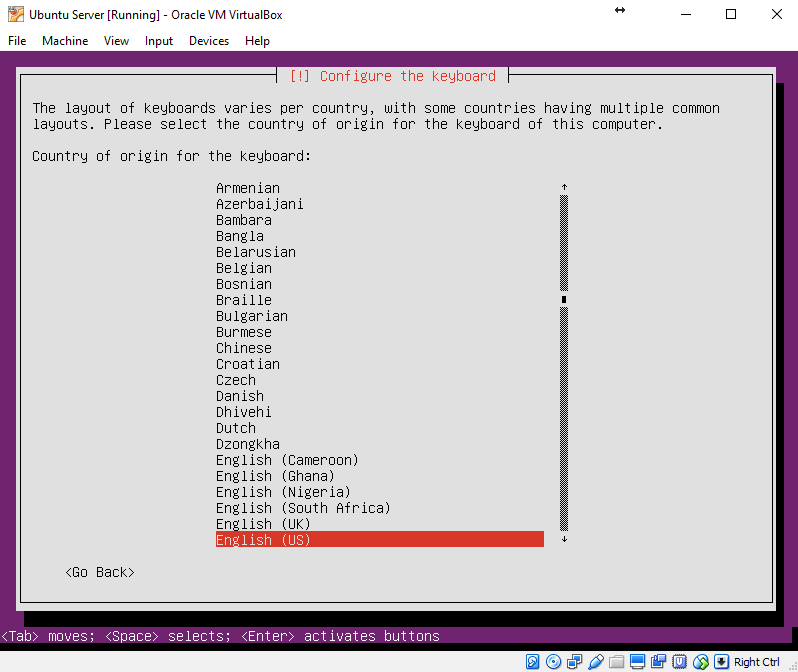 Ubuntu Server [Running] - Oracle VM VirtualBox
File Machine View Input Devices Help
[!] Configure the keyboard
The layout of keyboards varies per country, with some countries having multiple common
layouts. Please select the country of origin for the keyboard of this computer.
Country of origin for the keyboard:
Armenian
Azerbaijani
Bambara
Bangla
Belarusian
Belgian
Bosnian
Braille
Bulgarian
Burmese
Chinese
Croatian
Czech
Danish
Dhivehi
Dutch
Dzongkha
English (Cameroon)
English (Ghana)
English (Nigeria)
English (South Africa)
English (UK)
English (US)
<Go Back>
<Tab> moves; <Space> selects; <Enter> activates buttons
Right Ctrl